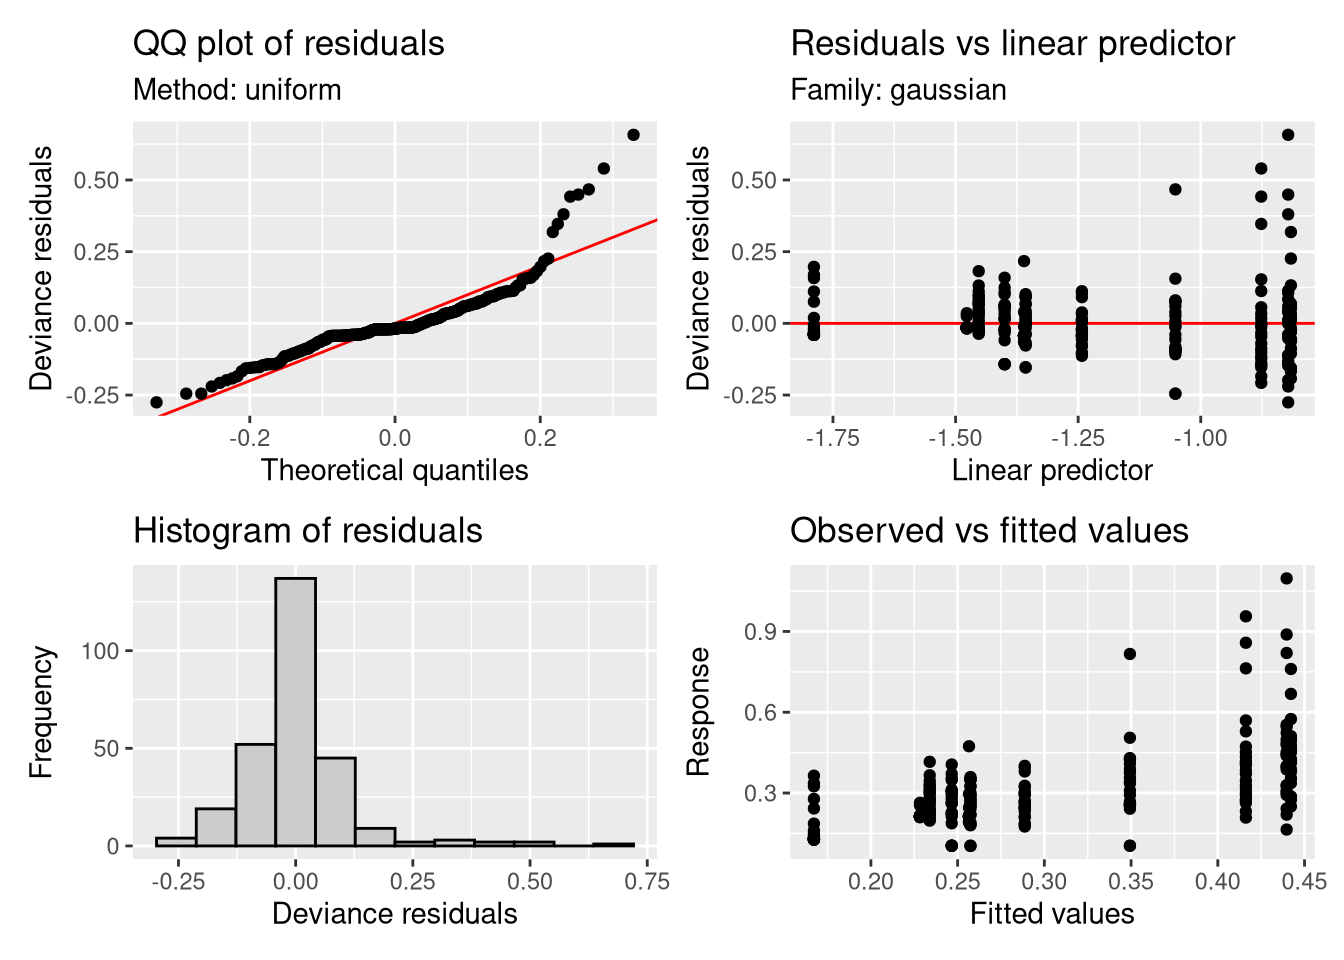 QQ plot of residuals
Method: uniform
Deviance residuals
0.50
0.25
0.00
-0.25
-0.2
0.0
0.2
Theoretical quantiles
Residuals vs linear predictor
Family: gaussian
Deviance residuals
0.50
0.25
0.00
-0.25
-1.75
-1.50
-1.25
-1.00
Linear predictor
Histogram of residuals
Frequency
100
50
0
-0.25
0.00
0.25
0.50
0.75
Deviance residuals
Observed vs fitted values
Response
0.9
0.6
0.3
0.20
0.25
0.30
0.35
0.40
0.45
Fitted values